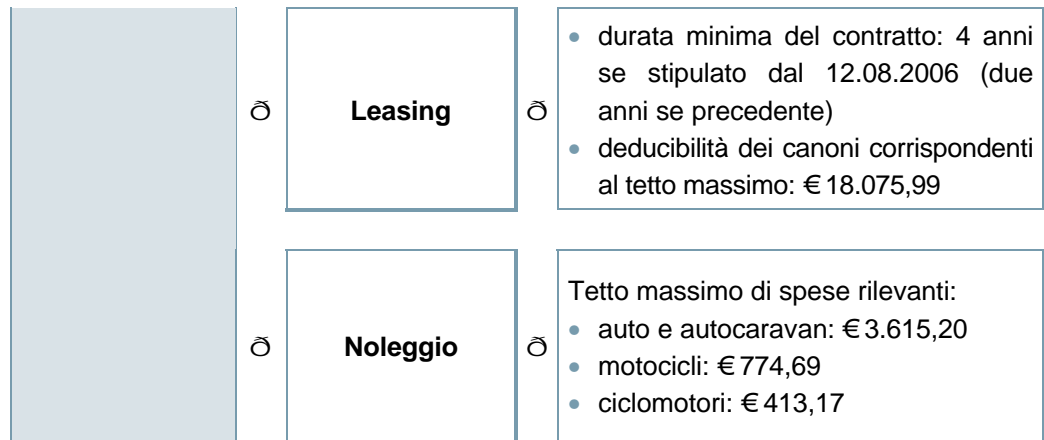 • durata minima del contratto: 4 anni
se stipulato dal 12.08.2006 (due
anni se precedente)
ð Leasing ð
• deducibilità dei canoni corrispondenti
al tetto massimo: € 18.075,99
Tetto massimo di spese rilevanti:
• auto e autocaravan: € 3.615,20
ð Noleggio ð
• motocicli: € 774,69
• ciclomotori: € 413,17